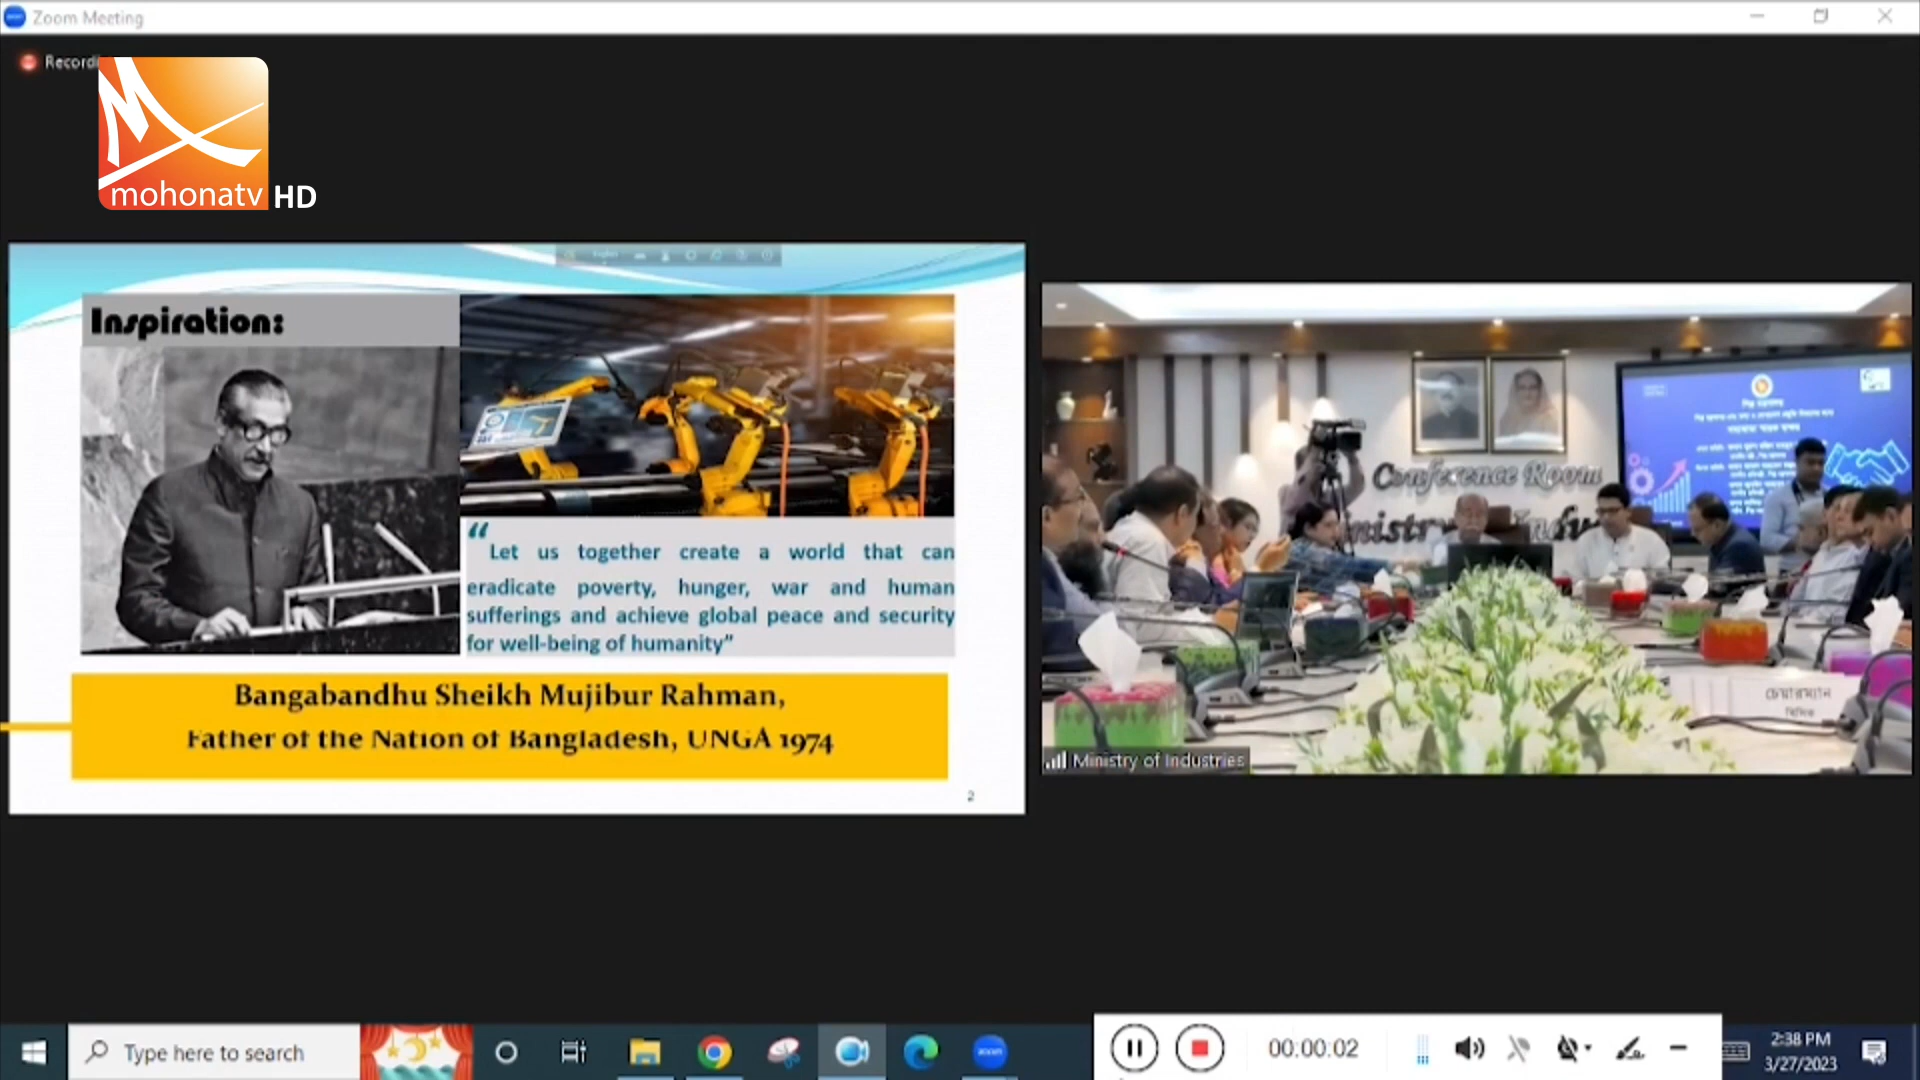 Zoom Meeting
Recordi
mohonatv HD
Inspiration:
“
Let us together create a world that can
eradicate poverty, hunger, war and human
sufferings and achieve global peace and security
for well-being of humanity”
Bangabandhu Sheikh Mujibur Rahman,
Father of the Nation of Bangladesh, UNGA 1974
2
Conference Room
চেয়ারম্যান
বিসিক
Ministry of Industries
Type here to search
zoom
00:00:02
2:38 PM
3/27/2023